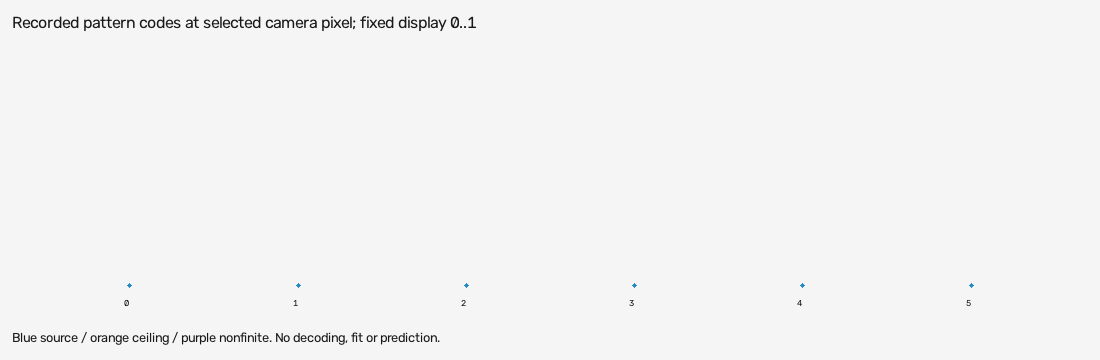 Recorded pattern codes at selected camera pixel; fixed display 0..1
0 1 2 3 4 5
Blue source / orange ceiling / purple nonfinite. No decoding, fit or prediction.